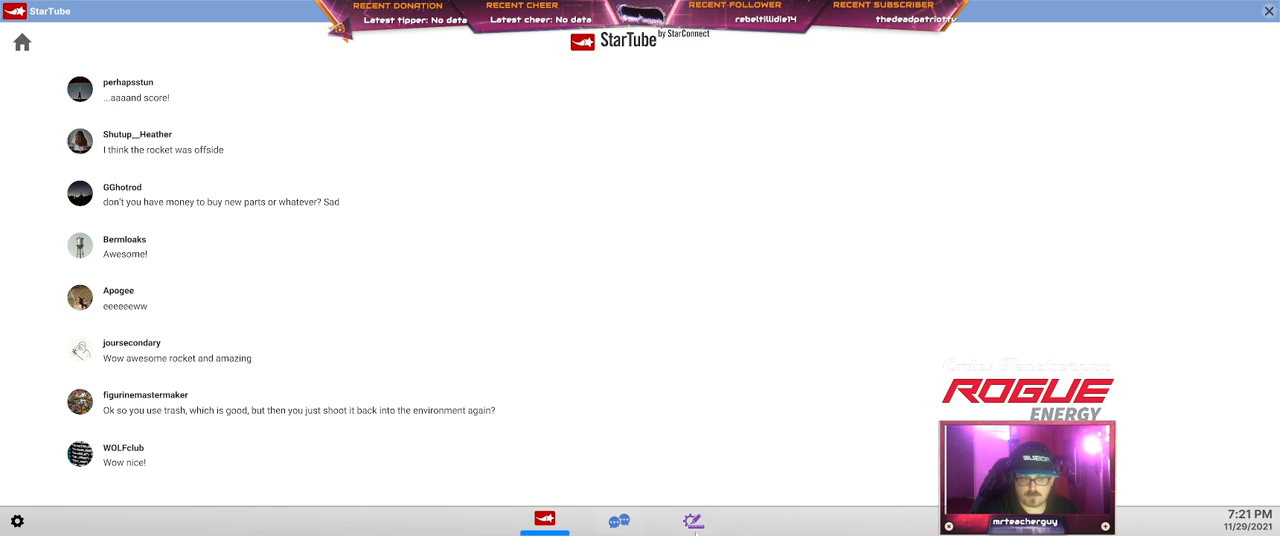 StarTube
RECENT DONATION
Latest tipper: No data
RECENT CHEER
Latest cheer: No data
RECENT FOLLOWER
rebeltillidie14
RECENT SUBSCRIBER
thedeadpatriottv
StarTube by StarConnect
perhapsstun
...aaaand score!
Shutup__Heather
I think the rocket was offside
GGhotrod
don't you have money to buy new parts or whatever? Sad
Bermloaks
Awesome!
Apogee
eeeeeeww
joursecondary
Wow awesome rocket and amazing
figurinemastermaker
Ok so you use trash, which is good, but then you just shoot it back into the environment again?
WOLFclub
Wow nice!
ROGUE
ENERGY
mrteacherguy
7:21 PM
11/29/2021